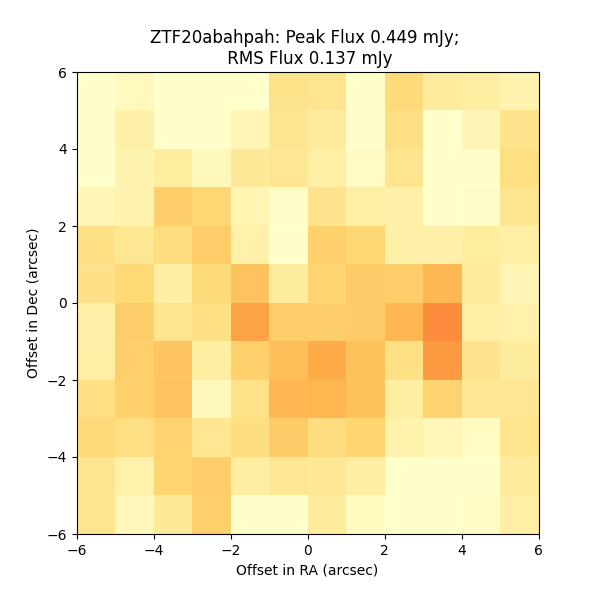 ZTF20abahpah: Peak Flux 0.449 mJy;
RMS Flux 0.137 mJy
6
4
2
0
−2
−4
−6
Offset in Dec (arcsec)
−6 −4 −2 0 2 4 6
Offset in RA (arcsec)